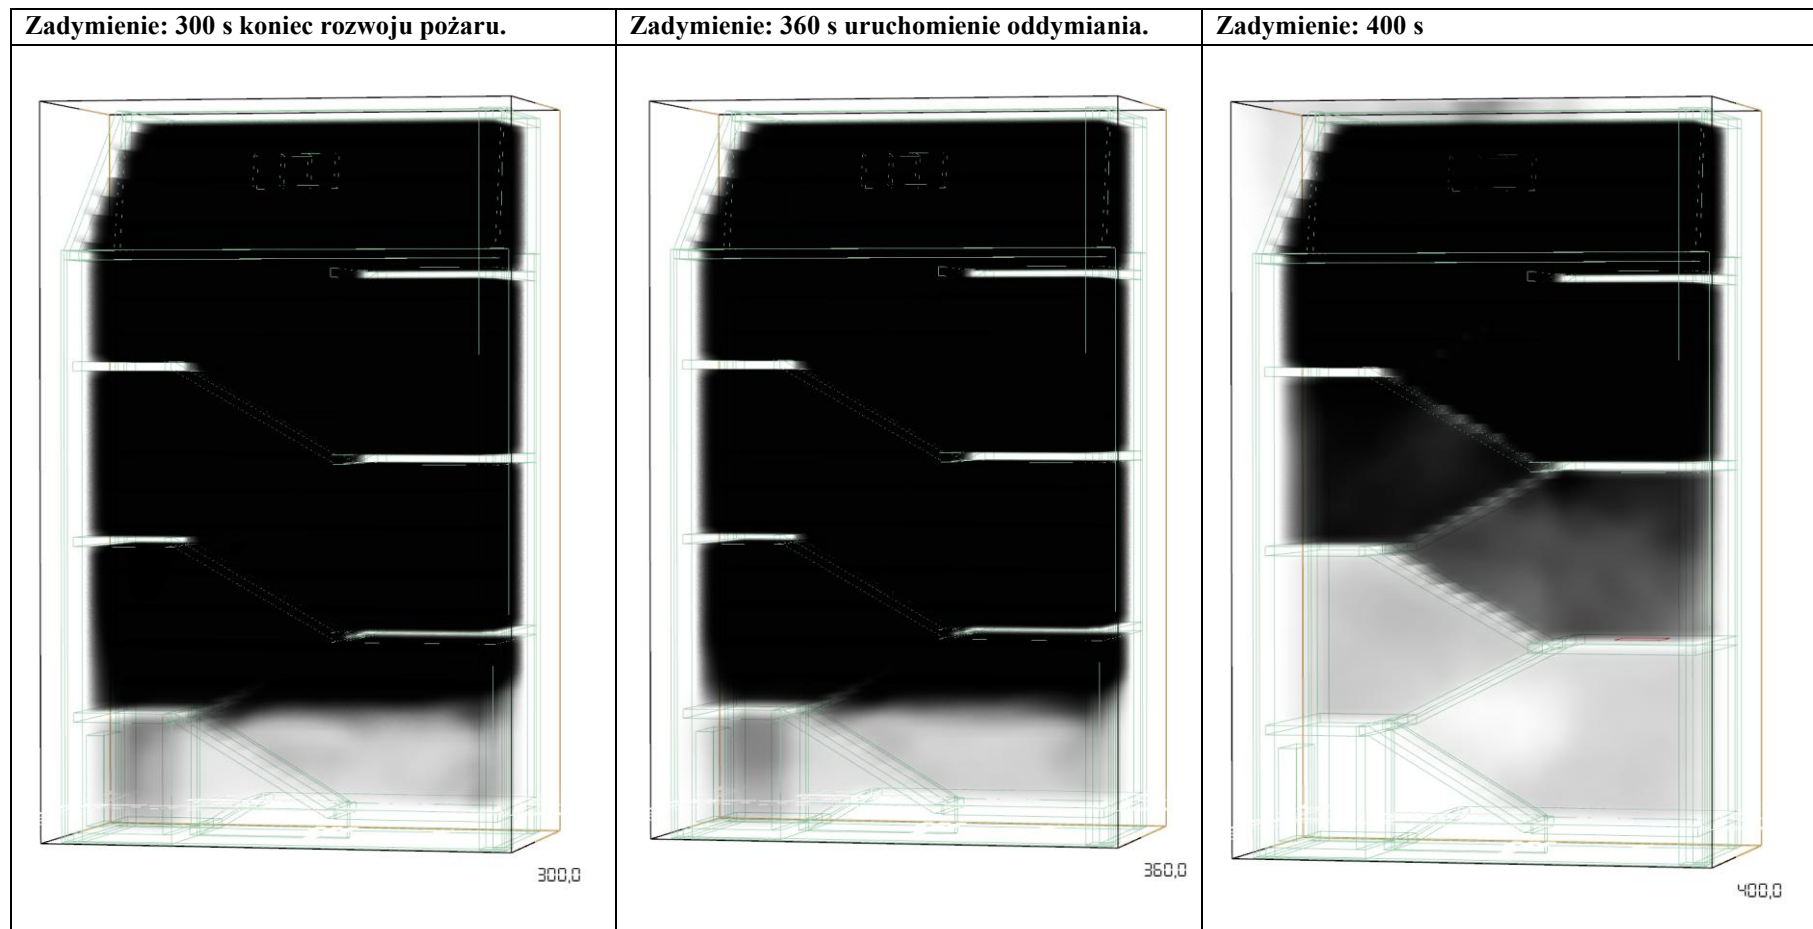 Zadymienie: 300 s koniec rozwoju pożaru.
Zadymienie: 360 s uruchomienie oddymiania.
Zadymienie: 400 s
300,0
360,0
400,0